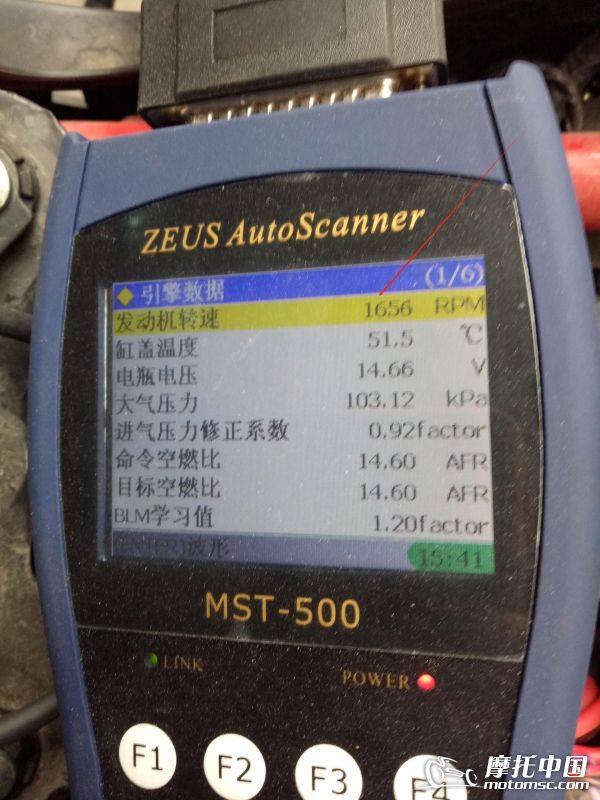 ZEUS AutoScanner
◆ 引擎数据 (1/6)
发动机转速 1656 RPM
缸盖温度 51.5 ℃
电瓶电压 14.66 V
大气压力 103.12 kPa
进气压力修正系数 0.92factor
命令空燃比 14.60 AFR
目标空燃比 14.60 AFR
BLM学习值 1.20factor
[ENTER]波形 15:41
MST-500
LINK POWER
F1 F2 F3 F4
摩托中国
motomsc.com